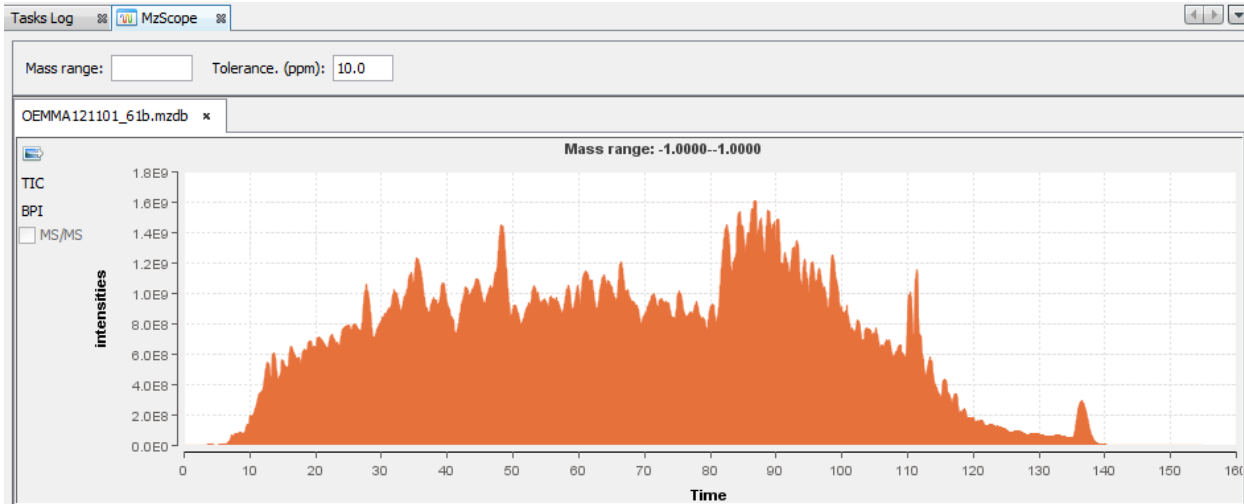 Tasks Log MzScope
Mass range: Tolerance. (ppm): 10.0
OEMMA121101_61b.mzdb
Mass range: -1.0000--1.0000
TIC
BPI
MS/MS
intensities
1.8E9
1.6E9
1.4E9
1.2E9
1.0E9
8.0E8
6.0E8
4.0E8
2.0E8
0.0E0
0 10 20 30 40 50 60 70 80 90 100 110 120 130 140 150 160
Time